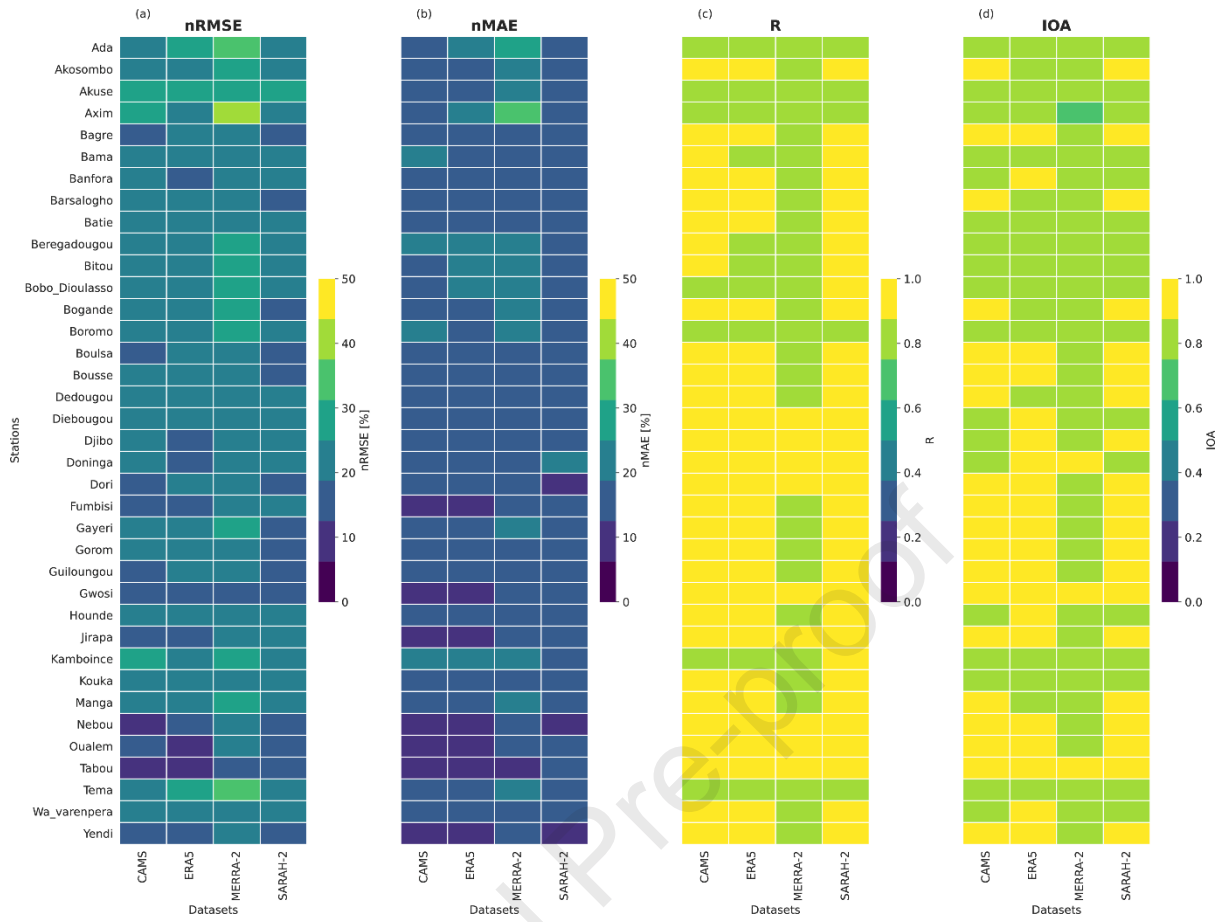 (a) nRMSE
(b) nMAE
(c) R
(d) IOA
Stations
Ada
Akosombo
Akuse
Axim
Bagre
Bama
Banfora
Barsalogho
Batie
Beregadougou
Bitou
Bobo_Dioulasso
Bogande
Boromo
Boulsa
Bousse
Dedougou
Diebougou
Djibo
Doninga
Dori
Fumbisi
Gayeri
Gorom
Guiloungou
Gwosi
Hounde
Jirapa
Kamboince
Kouka
Manga
Nebou
Oualem
Tabou
Tema
Wa_varenpera
Yendi
50
40
30
20
10
0
nRMSE [%]
50
40
30
20
10
0
nMAE [%]
1.0
0.8
0.6
0.4
0.2
0.0
R
1.0
0.8
0.6
0.4
0.2
0.0
IOA
CAMS ERA5 MERRA-2 SARAH-2
Datasets
CAMS ERA5 MERRA-2 SARAH-2
Datasets
CAMS ERA5 MERRA-2 SARAH-2
Datasets
CAMS ERA5 MERRA-2 SARAH-2
Datasets
Pre-proof